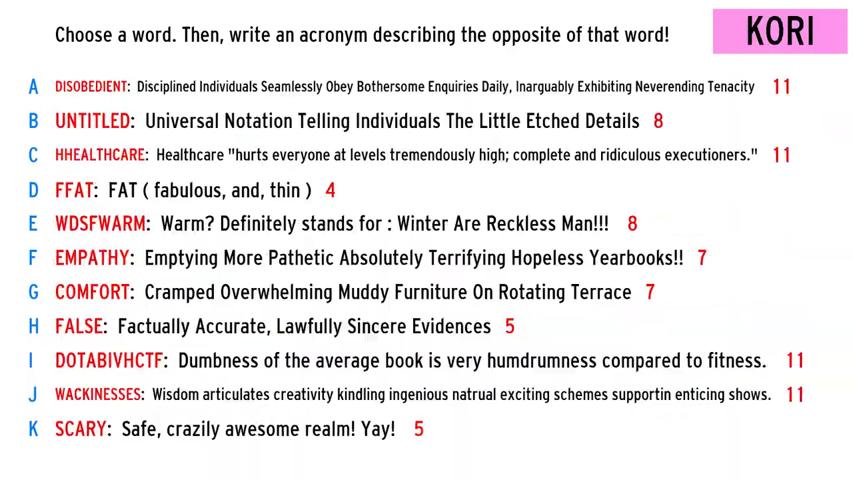 Choose a word. Then, write an acronym describing the opposite of that word!
KORI
A DISOBEDIENT: Disciplined Individuals Seamlessly Obey Bothersome Enquiries Daily, Inarguably Exhibiting Neverending Tenacity 11
B UNTITLED: Universal Notation Telling Individuals The Little Etched Details 8
C HHEALTHCARE: Healthcare "hurts everyone at levels tremendously high; complete and ridiculous executioners." 11
D FFAT: FAT ( fabulous, and, thin ) 4
E WDSFWARM: Warm? Definitely stands for : Winter Are Reckless Man!!! 8
F EMPATHY: Emptying More Pathetic Absolutely Terrifying Hopeless Yearbooks!! 7
G COMFORT: Cramped Overwhelming Muddy Furniture On Rotating Terrace 7
H FALSE: Factually Accurate, Lawfully Sincere Evidences 5
I DOTABIVHCTF: Dumbness of the average book is very humdrumness compared to fitness. 11
J WACKINESSES: Wisdom articulates creativity kindling ingenious natrual exciting schemes supportin enticing shows. 11
K SCARY: Safe, crazily awesome realm! Yay! 5